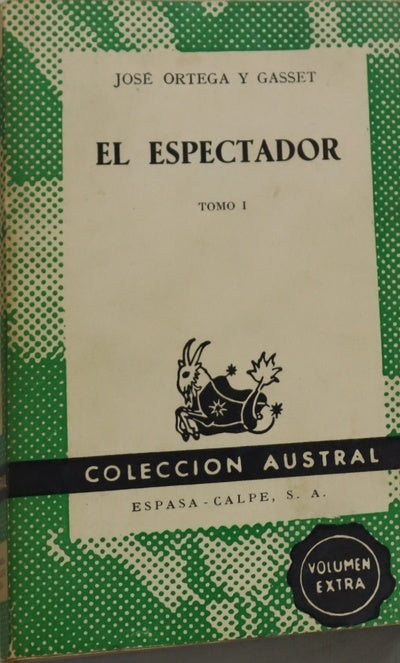 JOSÉ ORTEGA Y GASSET
EL ESPECTADOR
TOMO I
COLECCION AUSTRAL
ESPASA - CALPE, S. A.
VOLUMEN
EXTRA